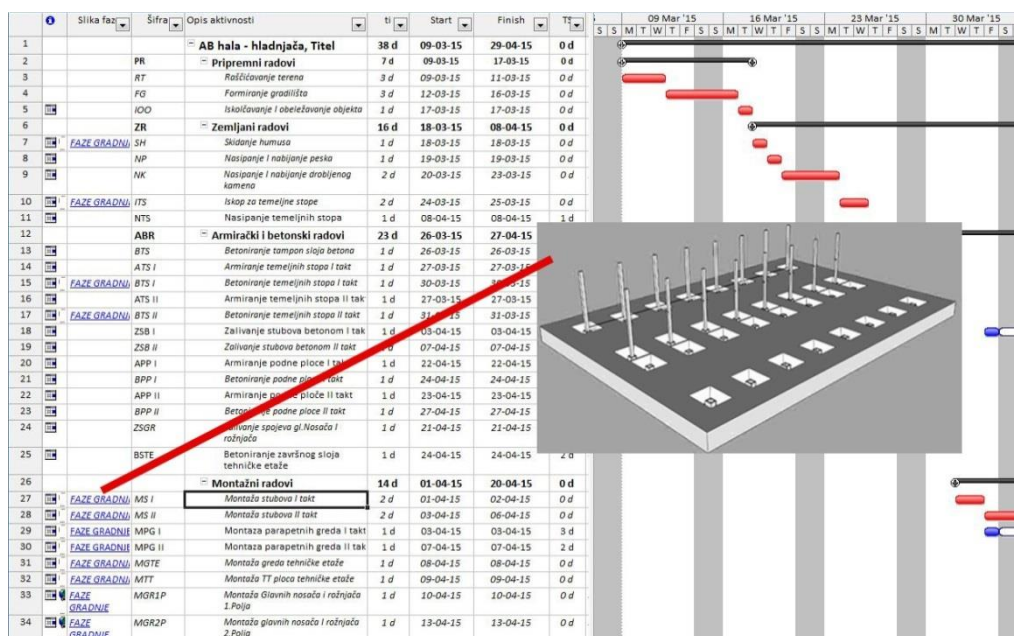 Slika faz Šifra Opis aktivnosti ti Start Finish TS
09 Mar '15 16 Mar '15 23 Mar '15 30 Mar '15
S S M T W T F S S M T W T F S S M T W T F S S M T W T F S
1 AB hala - hladnjača, Titel 38 d 09-03-15 29-04-15 0 d
2 PR Pripremni radovi 7 d 09-03-15 17-03-15 0 d
3 RT Raščićavanje terena 3 d 09-03-15 11-03-15 0 d
4 FG Formiranje gradilišta 3 d 12-03-15 16-03-15 0 d
5 IOO Iskolčavanje I obeležavanje objekta 1 d 17-03-15 17-03-15 0 d
6 ZR Zemljani radovi 16 d 18-03-15 08-04-15 0 d
7 FAZE GRADNJ SH Skidanje humusa 1 d 18-03-15 18-03-15 0 d
8 NP Nasipanje I nabijanje peska 1 d 19-03-15 19-03-15 0 d
9 NK Nasipanje I nabijanje drobljenog 2 d 20-03-15 23-03-15 0 d
kamena
10 FAZE GRADNJ ITS Iskop za temeljne stope 2 d 24-03-15 25-03-15 0 d
11 NTS Nasipanje temeljnih stopa 1 d 08-04-15 08-04-15 1 d
12 ABR Armirački i betonski radovi 23 d 26-03-15 27-04-15
13 BTS Betoniranje tampon sloja betona 1 d 26-03-15 26-03-15
14 ATS I Armiranje temeljnih stopa I takt 1 d 27-03-15 27-03-15
15 FAZE GRADNJ BTS I Betoniranje temeljnih stopa I takt 1 d 30-03-15
16 ATS II Armiranje temeljnih stopa II tak 1 d 27-03-15 27-03-15
17 FAZE GRADNJ BTS II Betoniranje temeljnih stopa II takt 1 d 31-03-15
18 ZSB I Zalivanje stubova betonom I tak 1 d 03-04-15 03-04-15
19 ZSB II Zalivanje stubova betonom II takt d 07-04-15 07-04-15
20 APP I Armiranje podne ploce I 1 d 22-04-15 22-04-15
21 BPP I Betoniranje podne takt 1 d 24-04-15 24-04-15
22 APP II Armiranje ploče II takt 1 d 23-04-15 23-04-15
23 BPP II podne ploce II takt 1 d 27-04-15 27-04-15
24 ZSGR spojeva gl.Nosača I 1 d 21-04-15 21-04-15
rožnjača
25 BSTE Betoniranje završnog sloja 1 d 24-04-15 24-04-15 2 d
tehničke etaže
26 Montažni radovi 14 d 01-04-15 20-04-15 0 d
27 FAZE GRADNJ MS I Montaža stubova I takt 2 d 01-04-15 02-04-15 0 d
28 FAZE GRADNJ MS II Montaža stubova II takt 2 d 03-04-15 06-04-15 0 d
29 FAZE GRADNJE MPG I Montaza parapetnih greda I takt 1 d 03-04-15 03-04-15 3 d
30 FAZE GRADNJE MPG II Montaza parapetnih greda II tak 1 d 07-04-15 07-04-15 2 d
31 FAZE GRADNJ MGTE Montaža greda tehničke etaže 1 d 08-04-15 08-04-15 0 d
32 FAZE GRADNJ MTT Montaža TT ploca tehničke etaže 1 d 09-04-15 09-04-15 0 d
33 FAZE MGR1P Montaža Glavnih nosača i rožnjača 1 d 10-04-15 10-04-15 0 d
GRADNJE 1.Polja
34 FAZE MGR2P Montaža glavnih nosača I rožnjača 1 d 13-04-15 13-04-15 0 d
GRADNJE 2.Polja